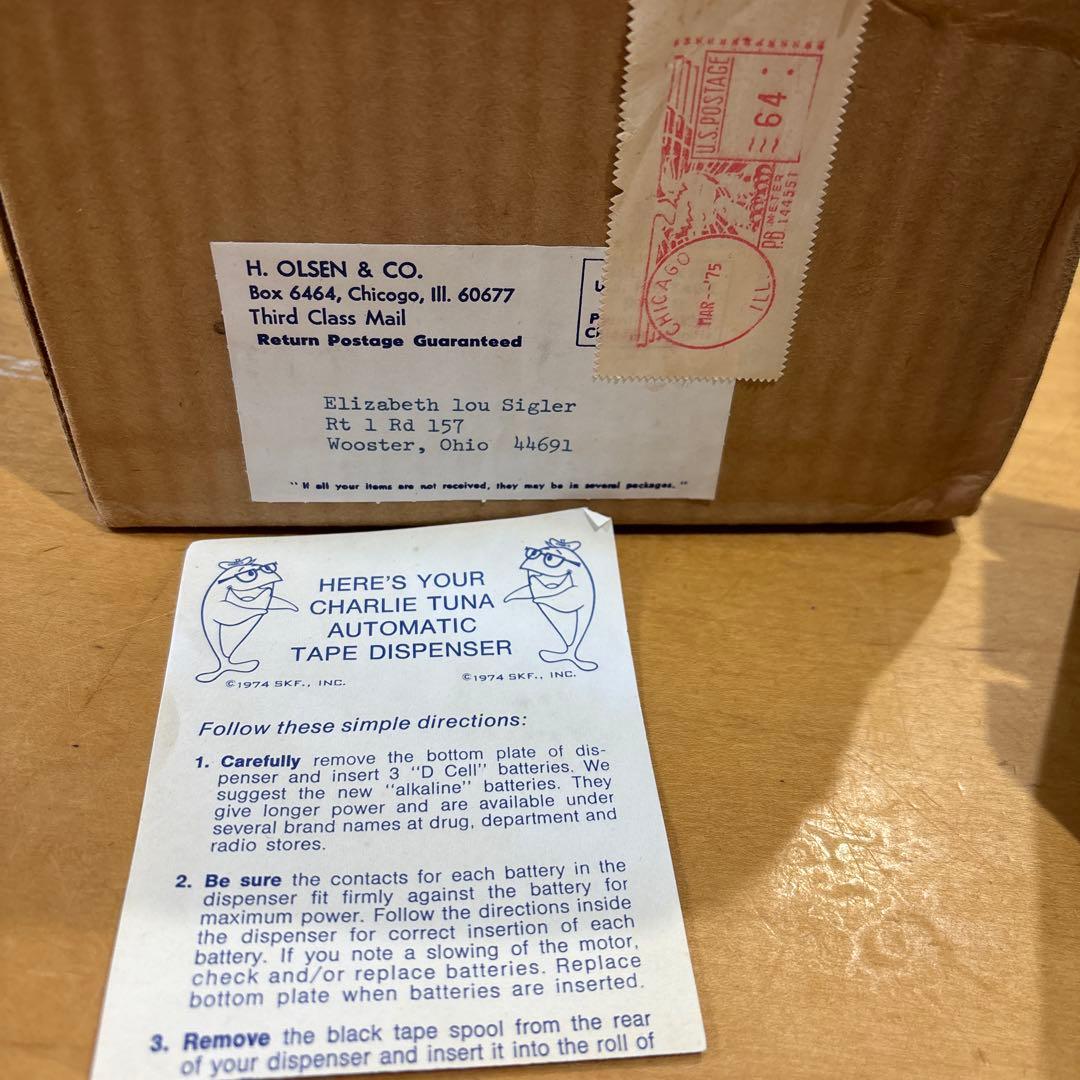 U.S. POSTAGE
64
P.B. METER
144551
CHICAGO
MAR--'75
ILL.
H. OLSEN & CO.
Box 6464, Chicogo, Ill. 60677
Third Class Mail
Return Postage Guaranteed
Elizabeth lou Sigler
Rt 1 Rd 157
Wooster, Ohio 44691
"If all your items are not received, they may be in several packages."
HERE'S YOUR
CHARLIE TUNA
AUTOMATIC
TAPE DISPENSER
©1974 SKF., INC.
©1974 SKF., INC.
Follow these simple directions:
1. Carefully remove the bottom plate of dis-
penser and insert 3 "D Cell" batteries. We
suggest the new "alkaline" batteries. They
give longer power and are available under
several brand names at drug, department and
radio stores.
2. Be sure the contacts for each battery in the
dispenser fit firmly against the battery for
maximum power. Follow the directions inside
the dispenser for correct insertion of each
battery. If you note a slowing of the motor,
check and/or replace batteries. Replace
bottom plate when batteries are inserted.
3. Remove the black tape spool from the rear
of your dispenser and insert it into the roll of